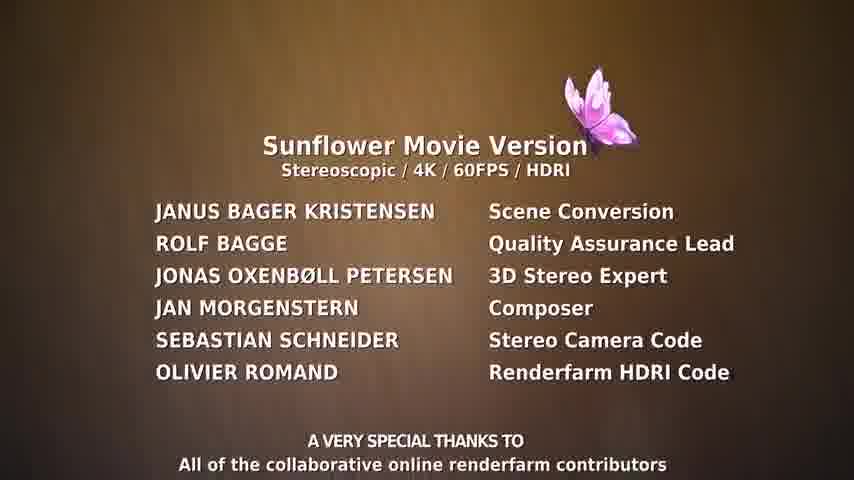 Sunflower Movie Version
Stereoscopic / 4K / 60FPS / HDRI
JANUS BAGER KRISTENSEN Scene Conversion
ROLF BAGGE Quality Assurance Lead
JONAS OXENBØLL PETERSEN 3D Stereo Expert
JAN MORGENSTERN Composer
SEBASTIAN SCHNEIDER Stereo Camera Code
OLIVIER ROMAND Renderfarm HDRI Code
A VERY SPECIAL THANKS TO
All of the collaborative online renderfarm contributors